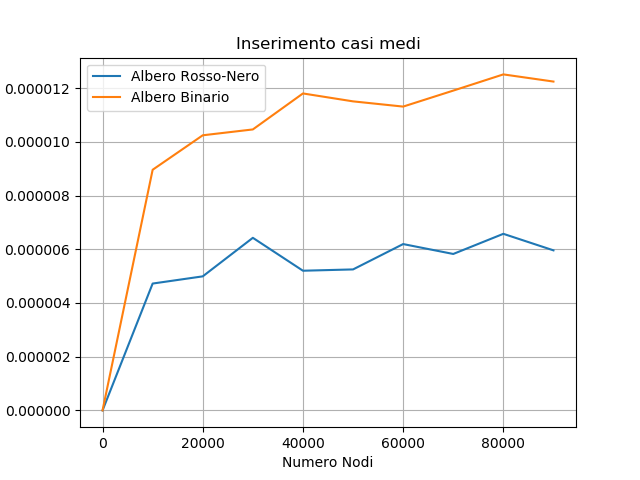 Inserimento casi medi
Albero Rosso-Nero
Albero Binario
0.000012
0.000010
0.000008
0.000006
0.000004
0.000002
0.000000
0 20000 40000 60000 80000
Numero Nodi